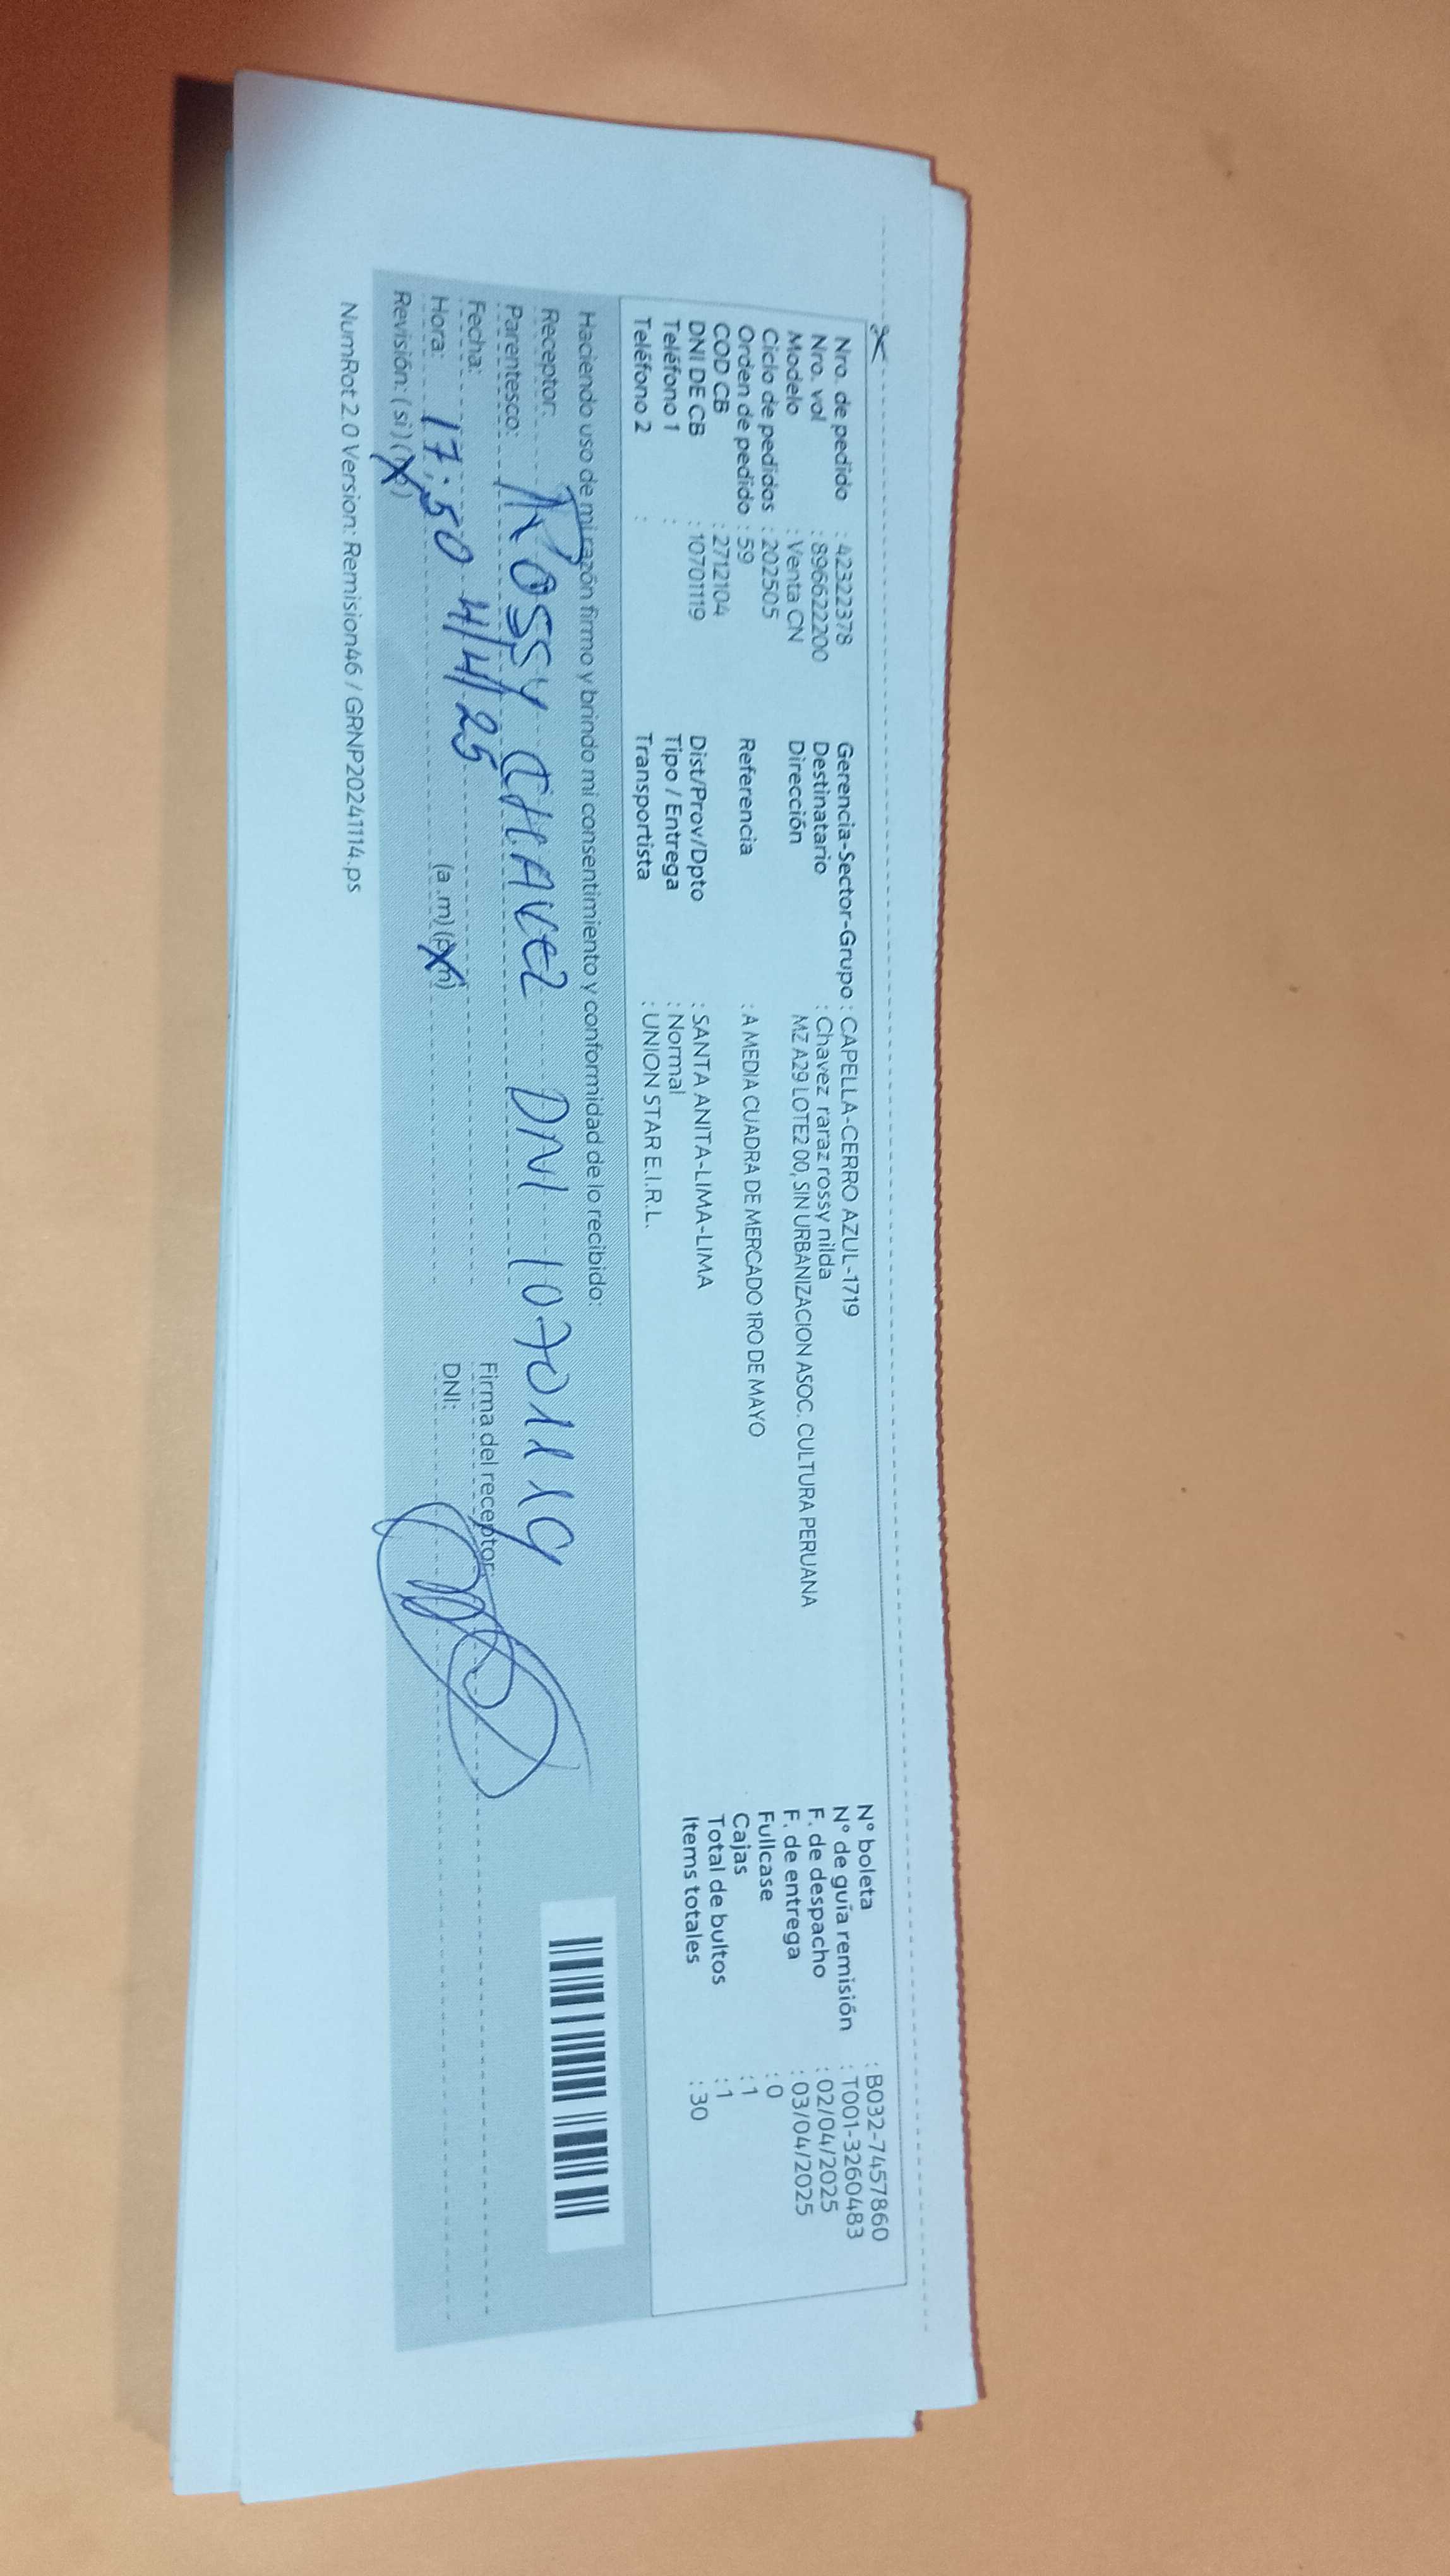 Nro. de pedido : 42322378
Nro. vol : 896622200
Modelo : Venta CN
Ciclo de pedidos : 202505
Orden de pedido : 59
COD CB : 2712104
DNI DE CB : 10701119
Teléfono 1 :
Teléfono 2 :
Gerencia-Sector-Grupo : CAPELLA-CERRO AZUL-1719
Destinatario : Chavez raraz rossy nilda
Dirección MZ A29 LOTE2 00, SIN URBANIZACION ASOC. CULTURA PERUANA
Referencia : A MEDIA CUADRA DE MERCADO 1RO DE MAYO
Dist/Prov/Dpto : SANTA ANITA-LIMA-LIMA
Tipo / Entrega : Normal
Transportista : UNION STAR E.I.R.L.
N° boleta : B032-7457860
N° de guía remisión : T001-3260483
F. de despacho : 02/04/2025
F. de entrega : 03/04/2025
Fullcase : 0
Cajas : 1
Total de bultos : 1
Items totales : 30
Haciendo uso de mi razón firmo y brindo mi consentimiento y conformidad de lo recibido:
Receptor:
Parentesco: ROSSY CHAVEZ DNI 10701119
Fecha:
Hora: 17:50 4/4/25 (a .m) (p.m)
Revisión: ( si ) (no)
Firma del receptor:
DNI:
NumRot 2.0 Version: Remision46 / GRNP20241114.ps